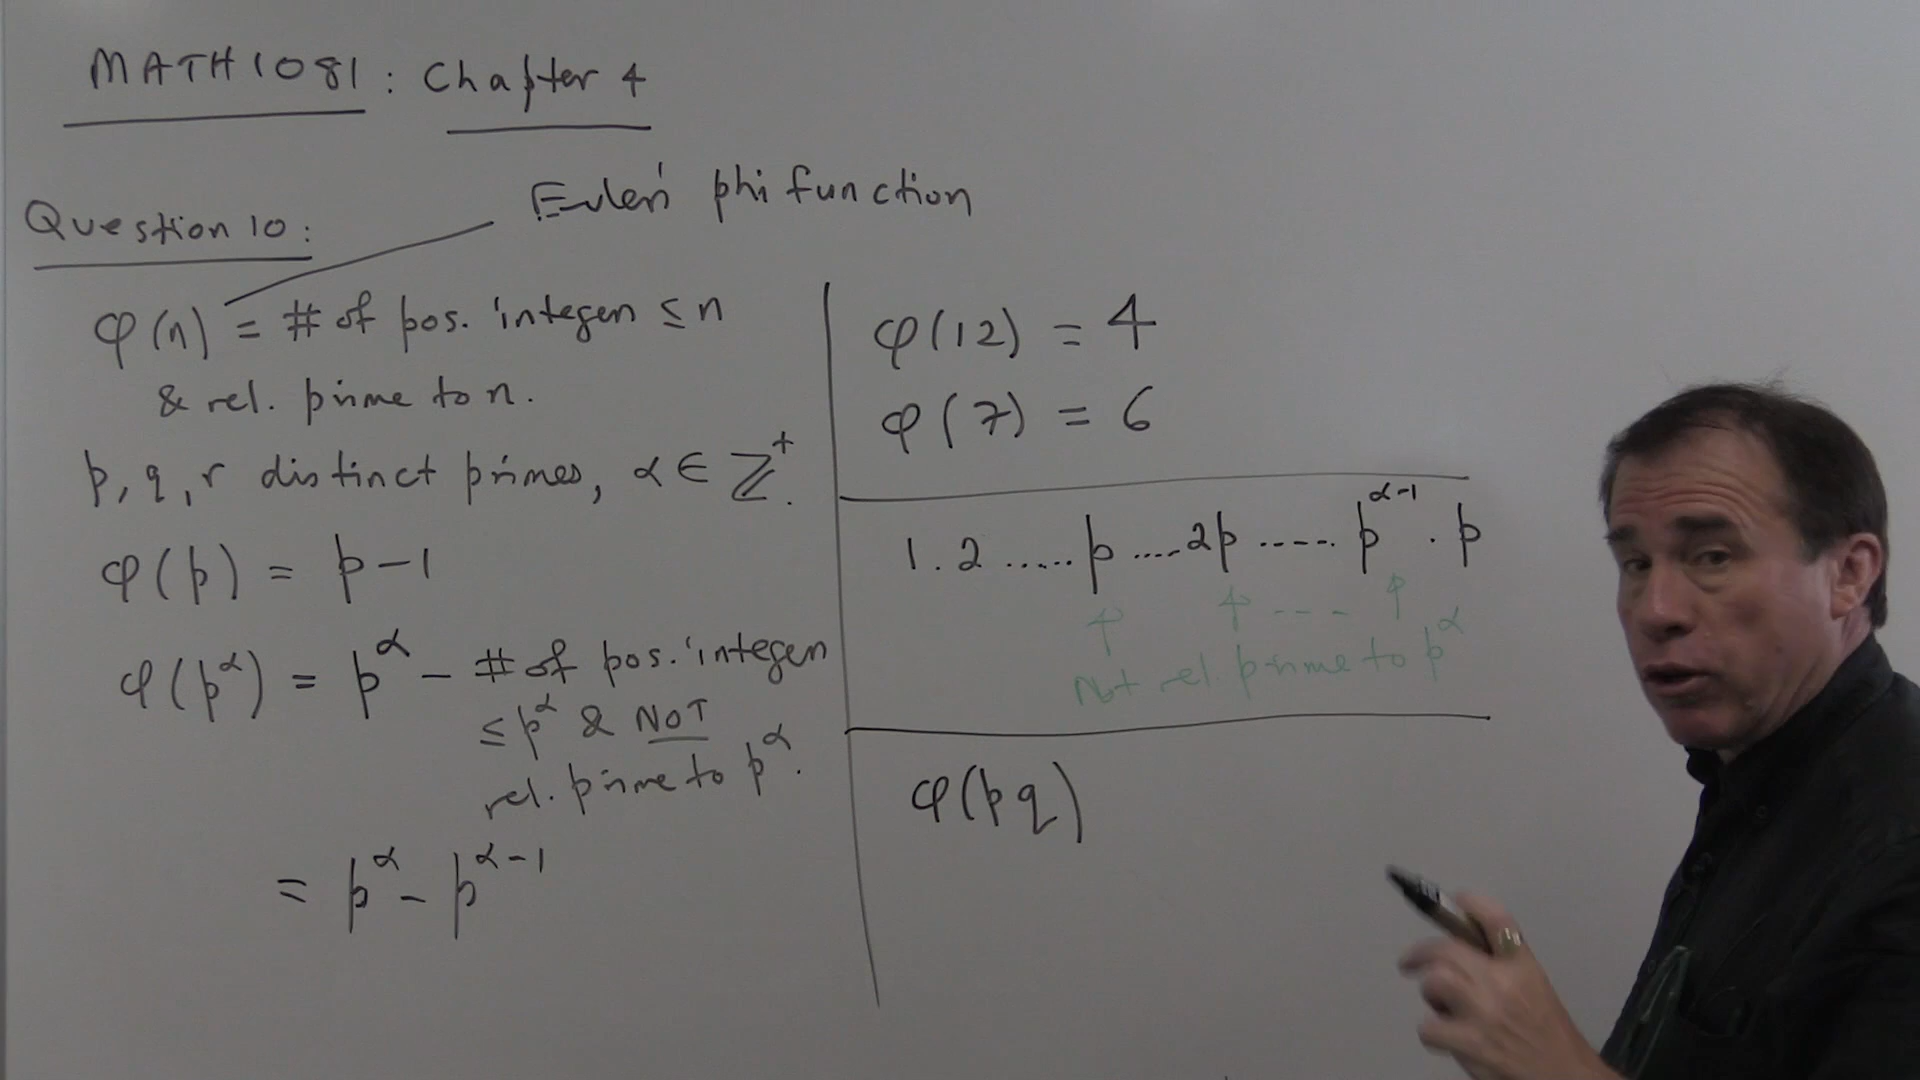 MATH1081: Chapter 4
Euler's phi function
Question 10:
φ(n) = # of pos. integers ≤ n
& rel. prime to n.
p, q, r distinct primes, α ∈ ℤ⁺.
φ(p) = p-1
φ(p^α) = p^α - # of pos. integers
≤ p^α & NOT
rel. prime to p^α.
= p^α - p^(α-1)
φ(12) = 4
φ(7) = 6
1.2.....p....2p.....p^(α-1).p
↑ ↑ --- ↑
Not rel. prime to p^α
φ(pq)